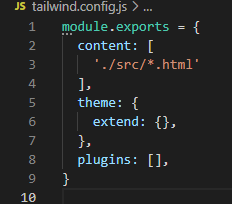 JS tailwind.config.js > ...
1 module.exports = {
2   content: [
3     './src/*.html'
4   ],
5   theme: {
6     extend: {},
7   },
8   plugins: [],
9 }
10